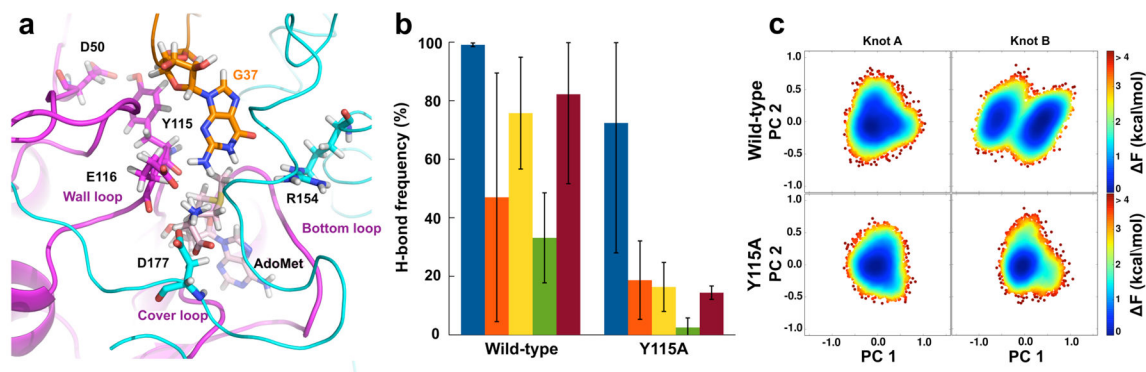 a
D50
G37
Y115
E116
Wall loop
R154
Bottom loop
D177
AdoMet
Cover loop
b
H-bond frequency (%)
100
80
60
40
20
0
Wild-type
Y115A
c
Knot A
Knot B
Wild-type
PC 2
1.0
0.5
0.0
-0.5
-1.0
> 4
3
2
1
0
ΔF (kcal/mol)
Y115A
PC 2
1.0
0.5
0.0
-0.5
-1.0
> 4
3
2
1
0
ΔF (kcal/mol)
-1.0
0.0
1.0
-1.0
0.0
1.0
PC 1
PC 1